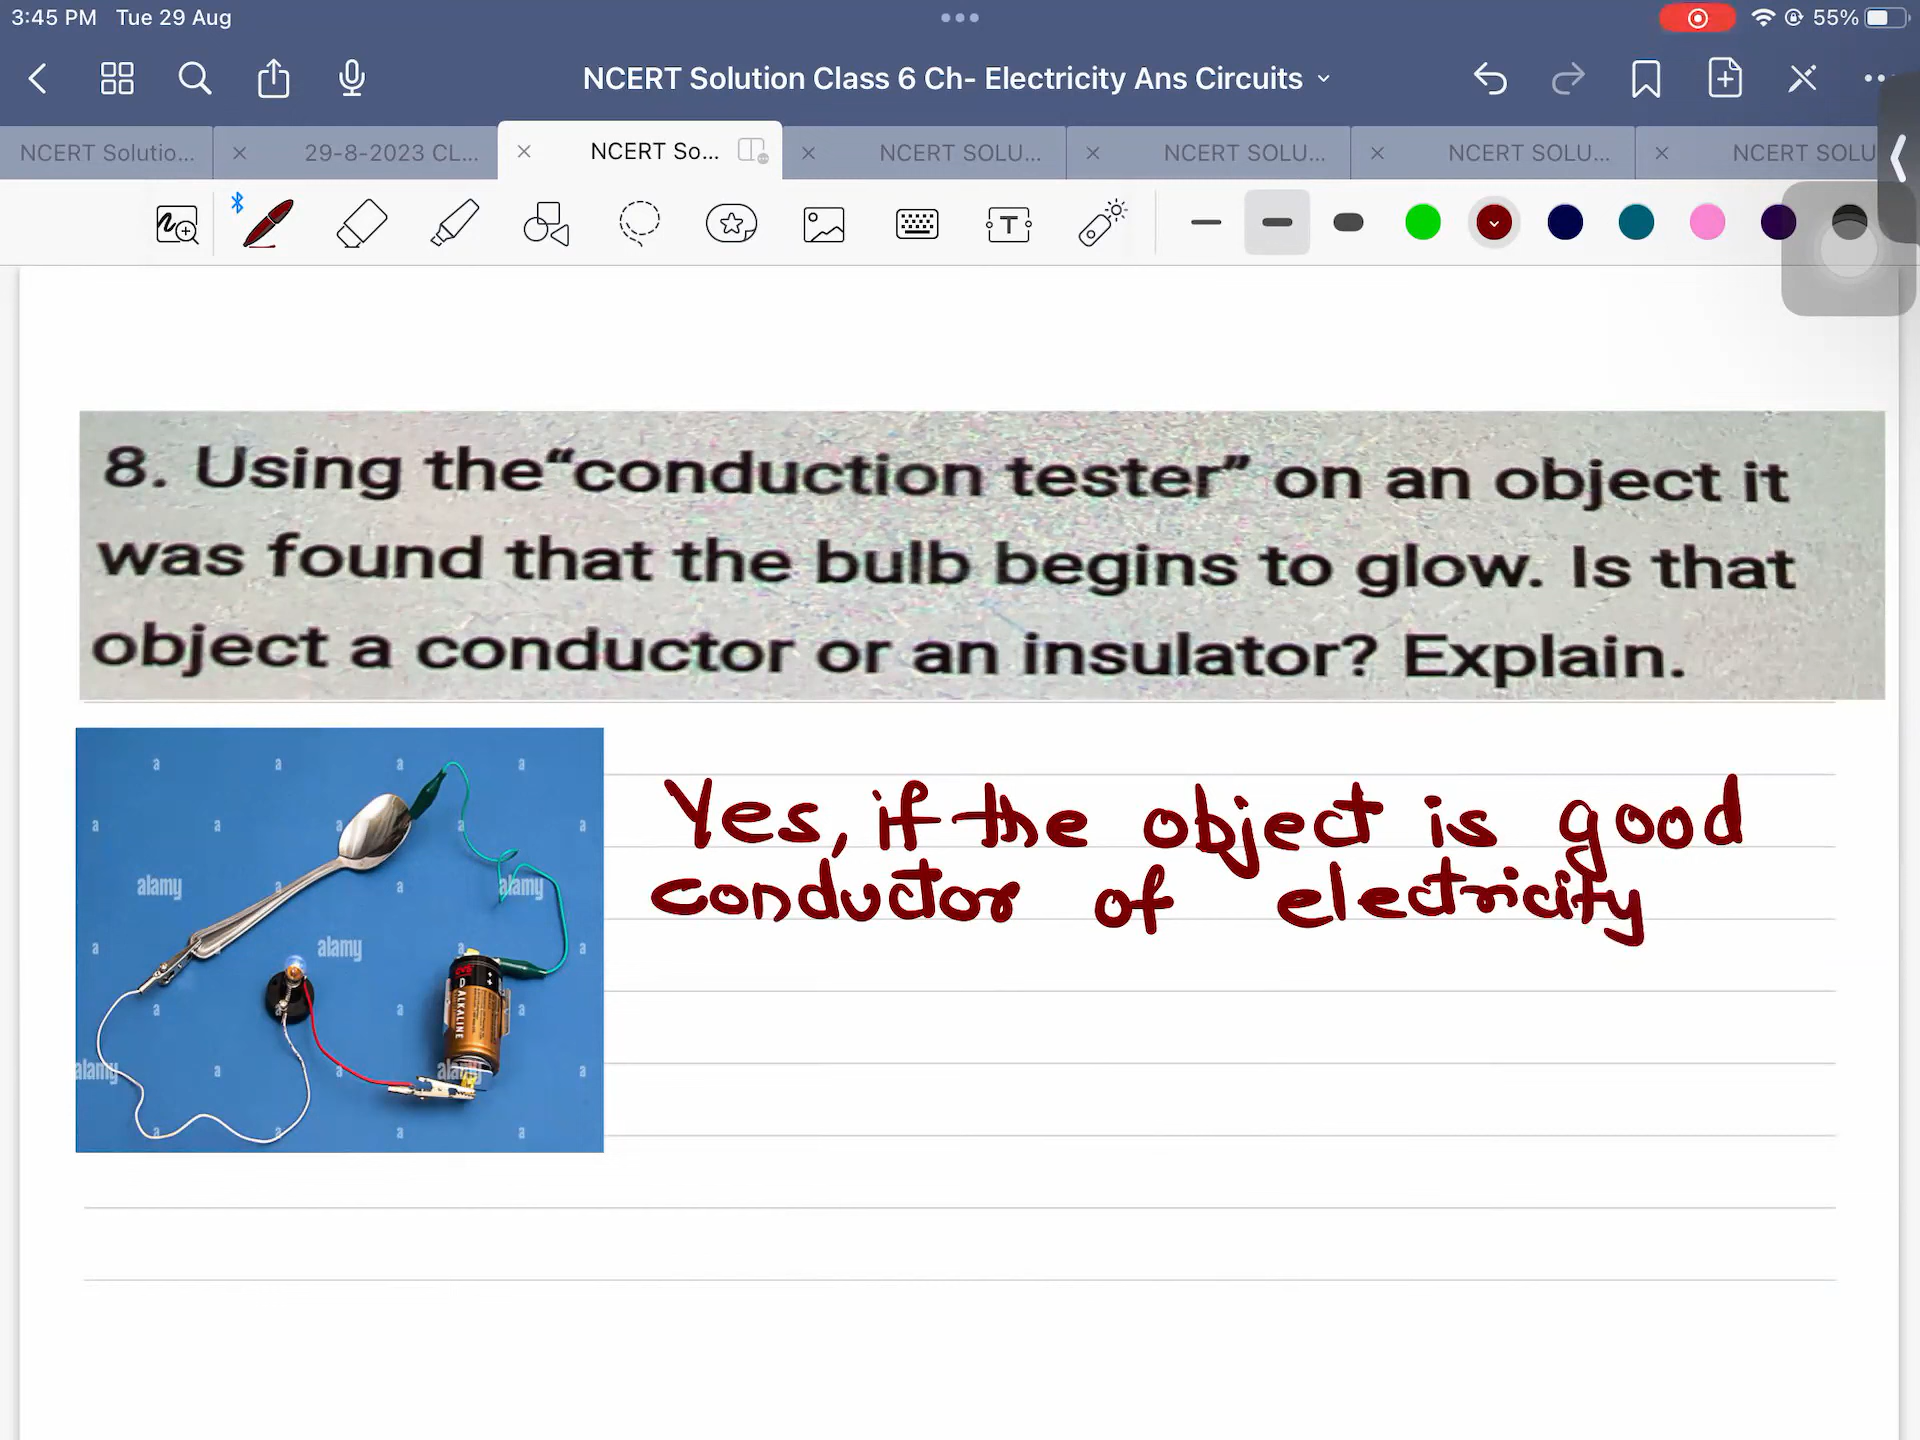 3:45 PM Tue 29 Aug
55%
NCERT Solution Class 6 Ch- Electricity Ans Circuits
NCERT Solutio... 29-8-2023 CL... NCERT So... NCERT SOLU... NCERT SOLU... NCERT SOLU... NCERT SOLU
T
8. Using the“conduction tester” on an object it
was found that the bulb begins to glow. Is that
object a conductor or an insulator? Explain.
Yes, if the object is good
conductor of electricity
a a a a
a a a a
alamy a alamy
a alamy a a
a a a
alamy a a alamy a
a a a a
CVS
D
ALKALINE